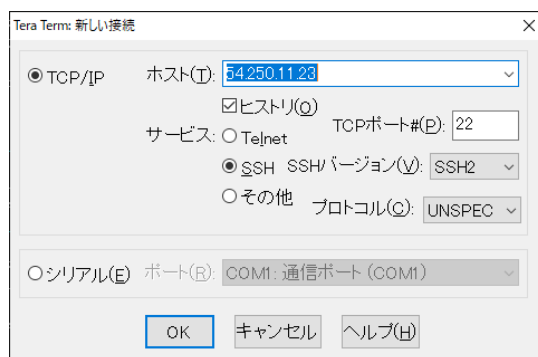 Tera Term: 新しい接続
TCP/IP
ホスト(T): 54.250.11.23
ヒストリ(O)
サービス: Telnet
TCPポート#(P): 22
SSH
SSHバージョン(V): SSH2
その他
プロトコル(C): UNSPEC
シリアル(E)
ポート(R): COM1: 通信ポート (COM1)
OK
キャンセル
ヘルプ(H)